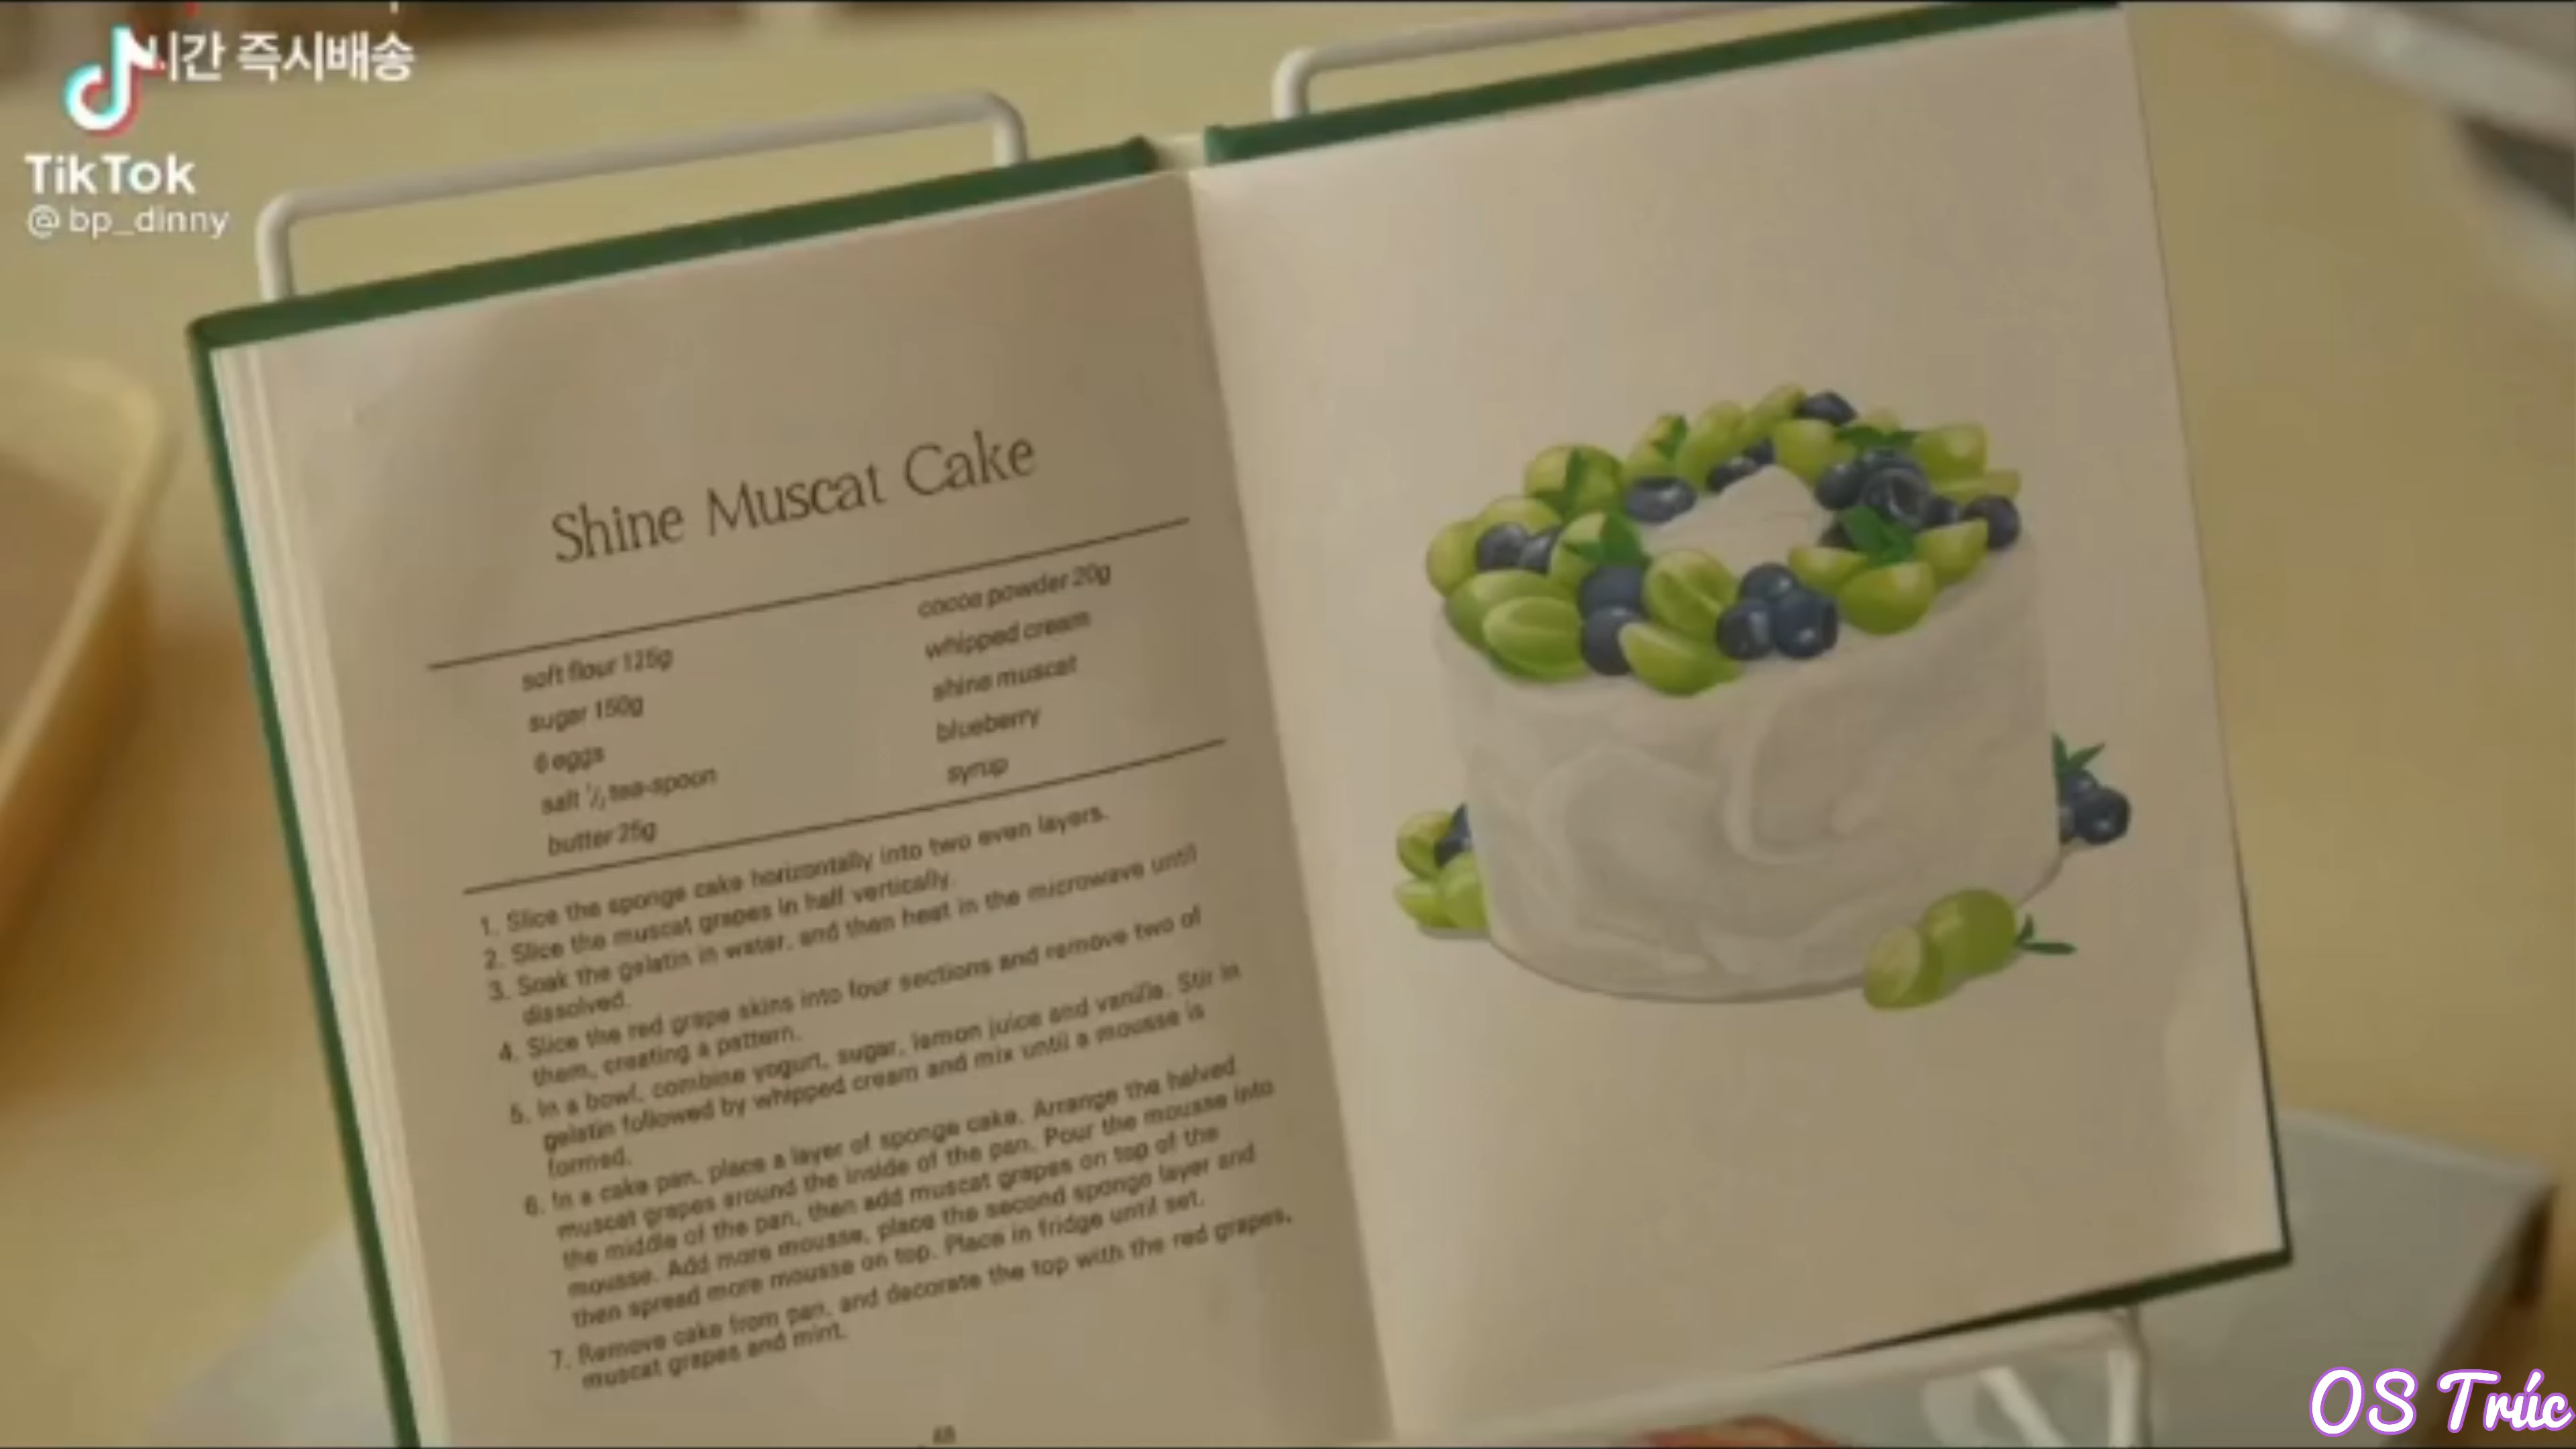 시간 즉시배송
TikTok
@bp_dinny
Shine Muscat Cake
soft flour 125g
sugar 150g
6 eggs
salt 1/2 tea-spoon
butter 25g
cocoa powder 20g
whipped cream
shine muscat
blueberry
syrup
1. Slice the sponge cake horizontally into two even layers.
2. Slice the muscat grapes in half vertically.
3. Soak the gelatin in water, and then heat in the microwave until
dissolved.
4. Slice the red grape skins into four sections and remove two of
them, creating a pattern.
5. In a bowl, combine yogurt, sugar, lemon juice and vanilla. Stir in
gelatin followed by whipped cream and mix until a mousse is
formed.
6. In a cake pan, place a layer of sponge cake. Arrange the halved
muscat grapes around the inside of the pan. Pour the mousse into
the middle of the pan, then add muscat grapes on top of the
mousse. Add more mousse, place the second sponge layer and
then spread more mousse on top. Place in fridge until set.
7. Remove cake from pan, and decorate the top with the red grapes,
muscat grapes and mint.
48
OS Trúc